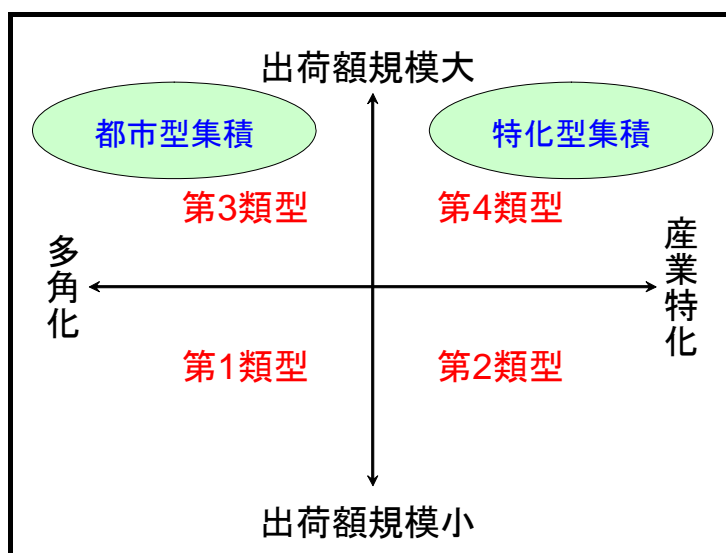 出荷額規模大
都市型集積
特化型集積
第3類型
第4類型
多角化
産業特化
第1類型
第2類型
出荷額規模小